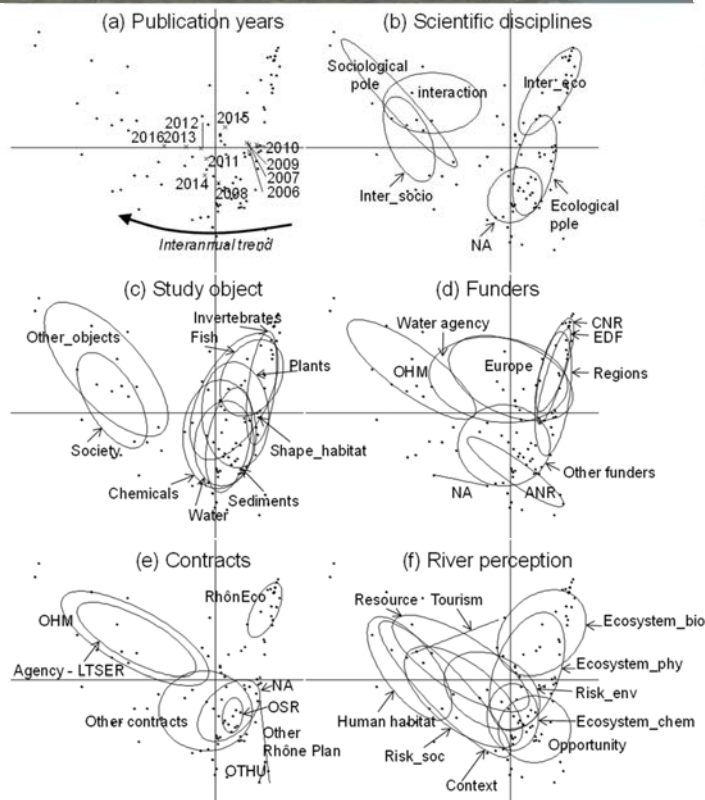 (a) Publication years
2012
2015
2016 2013
2010
2011
2009
2014
2007
2008
2006
Interannual trend
(b) Scientific disciplines
Sociological
pole
interaction
Inter_eco
Inter_socio
Ecological
pole
NA
(c) Study object
Invertebrates
Other_objects
Fish
Plants
Society
Shape_habitat
Chemicals
Sediments
Water
(d) Funders
Water agency
CNR
EDF
OHM
Europe
Regions
Other funders
NA
ANR
(e) Contracts
RhônEco
OHM
Agency - LTSER
NA
OSR
Other contracts
Other
Rhône Plan
OTHU
(f) River perception
Resource
Tourism
Ecosystem_bio
Ecosystem_phy
Risk_env
Human habitat
Ecosystem_chem
Risk_soc
Opportunity
Context